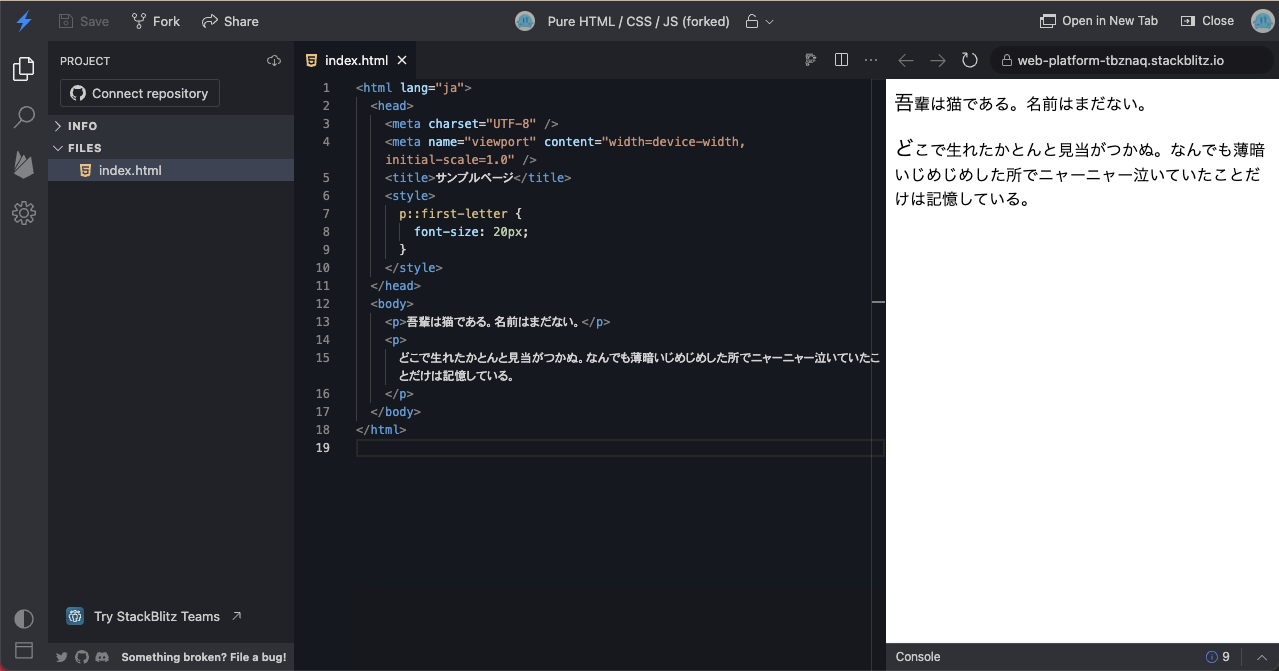 Save
Fork
Share
Pure HTML / CSS / JS (forked)
Open in New Tab
Close
PROJECT
Connect repository
INFO
FILES
index.html
Try StackBlitz Teams
Something broken? File a bug!
index.html
1 <html lang="ja">
2 <head>
3 <meta charset="UTF-8" />
4 <meta name="viewport" content="width=device-width,
initial-scale=1.0" />
5 <title>サンプルページ</title>
6 <style>
7 p::first-letter {
8 font-size: 20px;
9 }
10 </style>
11 </head>
12 <body>
13 <p>吾輩は猫である。名前はまだない。</p>
14 <p>
15 どこで生れたかとんと見当がつかぬ。なんでも薄暗いじめじめした所でニャーニャー泣いていたこ
とだけは記憶している。
16 </p>
17 </body>
18 </html>
19
web-platform-tbznaq.stackblitz.io
吾輩は猫である。名前はまだない。
どこで生れたかとんと見当がつかぬ。なんでも薄暗
いじめじめした所でニャーニャー泣いていたことだ
けは記憶している。
Console
9